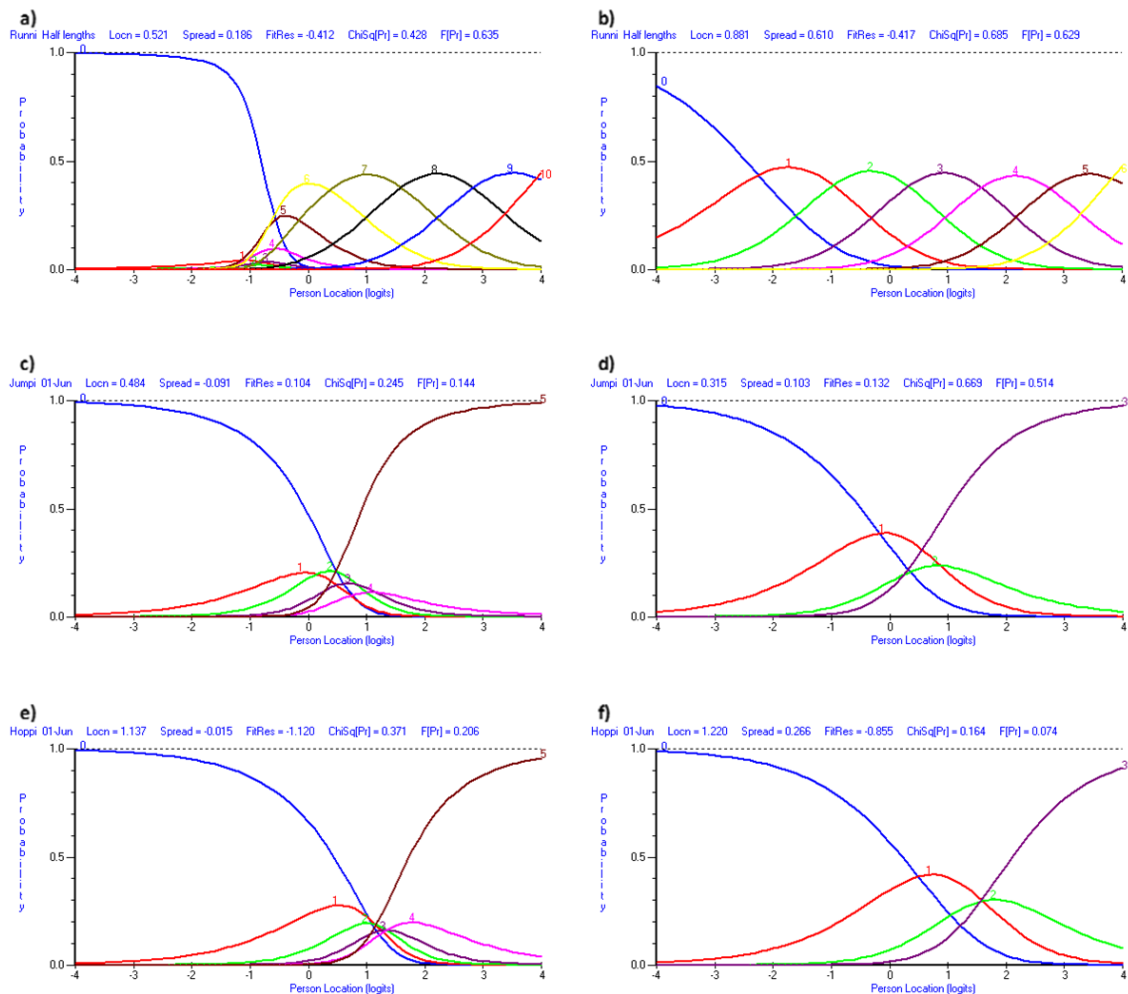 a)
Runni Half lengths Locn = 0.521 Spread = 0.186 FitRes = -0.412 ChiSq[Pr] = 0.428 F[Pr] = 0.635
1.0
0.5
0.0
Probability
0
1
4
5
6
7
8
9
10
-4 -3 -2 -1 0 1 2 3 4
Person Location (logits)
b)
Runni Half lengths Locn = 0.881 Spread = 0.610 FitRes = -0.417 ChiSq[Pr] = 0.685 F[Pr] = 0.629
1.0
0.5
0.0
Probability
0
1
2
3
4
5
6
-4 -3 -2 -1 0 1 2 3 4
Person Location (logits)
c)
Jumpi 01-Jun Locn = 0.484 Spread = -0.091 FitRes = 0.104 ChiSq[Pr] = 0.245 F[Pr] = 0.144
1.0
0.5
0.0
Probability
0
1
2
3
4
5
-4 -3 -2 -1 0 1 2 3 4
Person Location (logits)
d)
Jumpi 01-Jun Locn = 0.315 Spread = 0.103 FitRes = 0.132 ChiSq[Pr] = 0.669 F[Pr] = 0.514
1.0
0.5
0.0
Probability
0
1
2
3
-4 -3 -2 -1 0 1 2 3 4
Person Location (logits)
e)
Hoppi 01-Jun Locn = 1.137 Spread = -0.015 FitRes = -1.120 ChiSq[Pr] = 0.371 F[Pr] = 0.206
1.0
0.5
0.0
Probability
0
1
2
3
4
5
-4 -3 -2 -1 0 1 2 3 4
Person Location (logits)
f)
Hoppi 01-Jun Locn = 1.220 Spread = 0.266 FitRes = -0.855 ChiSq[Pr] = 0.164 F[Pr] = 0.074
1.0
0.5
0.0
Probability
0
1
2
3
-4 -3 -2 -1 0 1 2 3 4
Person Location (logits)